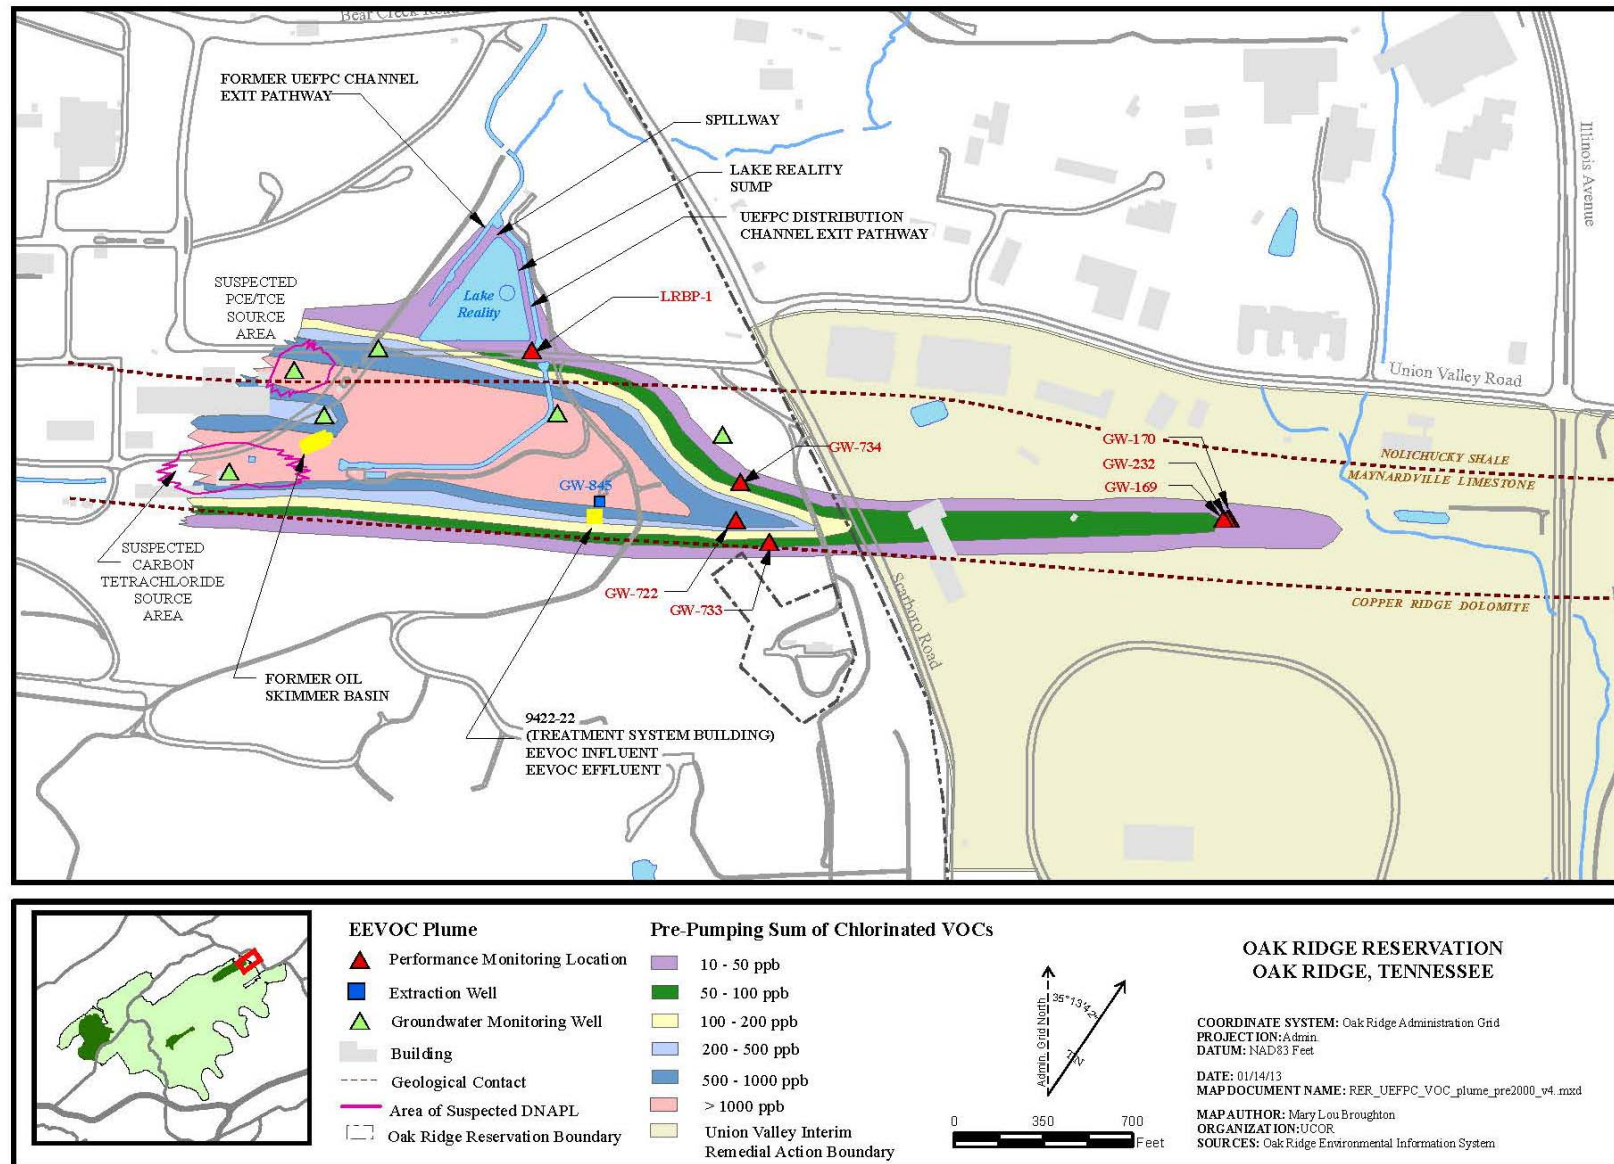 Bear Creek Road
FORMER UEFPC CHANNEL
EXIT PATHWAY
SPILLWAY
LAKE REALITY
SUMP
UEFPC DISTRIBUTION
CHANNEL EXIT PATHWAY
Illinois Avenue
SUSPECTED
PCE/TCE
SOURCE
AREA
Lake
Reality
LRBP-1
Union Valley Road
GW-734
GW-170
GW-232
GW-169
NOLICHUCKY SHALE
MAYNARDVILLE LIMESTONE
GW-845
SUSPECTED
CARBON
TETRACHLORIDE
SOURCE
AREA
GW-722
GW-733
Scarboro Road
COPPER RIDGE DOLOMITE
FORMER OIL
SKIMMER BASIN
9422-22
(TREATMENT SYSTEM BUILDING)
EEVOC INFLUENT
EEVOC EFFLUENT
EEVOC Plume
Performance Monitoring Location
Extraction Well
Groundwater Monitoring Well
Building
Geological Contact
Area of Suspected DNAPL
Oak Ridge Reservation Boundary
Pre-Pumping Sum of Chlorinated VOCs
10 - 50 ppb
50 - 100 ppb
100 - 200 ppb
200 - 500 ppb
500 - 1000 ppb
> 1000 ppb
Union Valley Interim
Remedial Action Boundary
Admin. Grid North
35°13'42"
TN
0 350 700
Feet
OAK RIDGE RESERVATION
OAK RIDGE, TENNESSEE
COORDINATE SYSTEM: Oak Ridge Administration Grid
PROJECTION:Admin.
DATUM: NAD83 Feet
DATE: 01/14/13
MAP DOCUMENT NAME: RER_UEFPC_VOC_plume_pre2000_v4.mxd
MAP AUTHOR: Mary Lou Broughton
ORGANIZATION:UCOR
SOURCES: Oak Ridge Environmental Information System